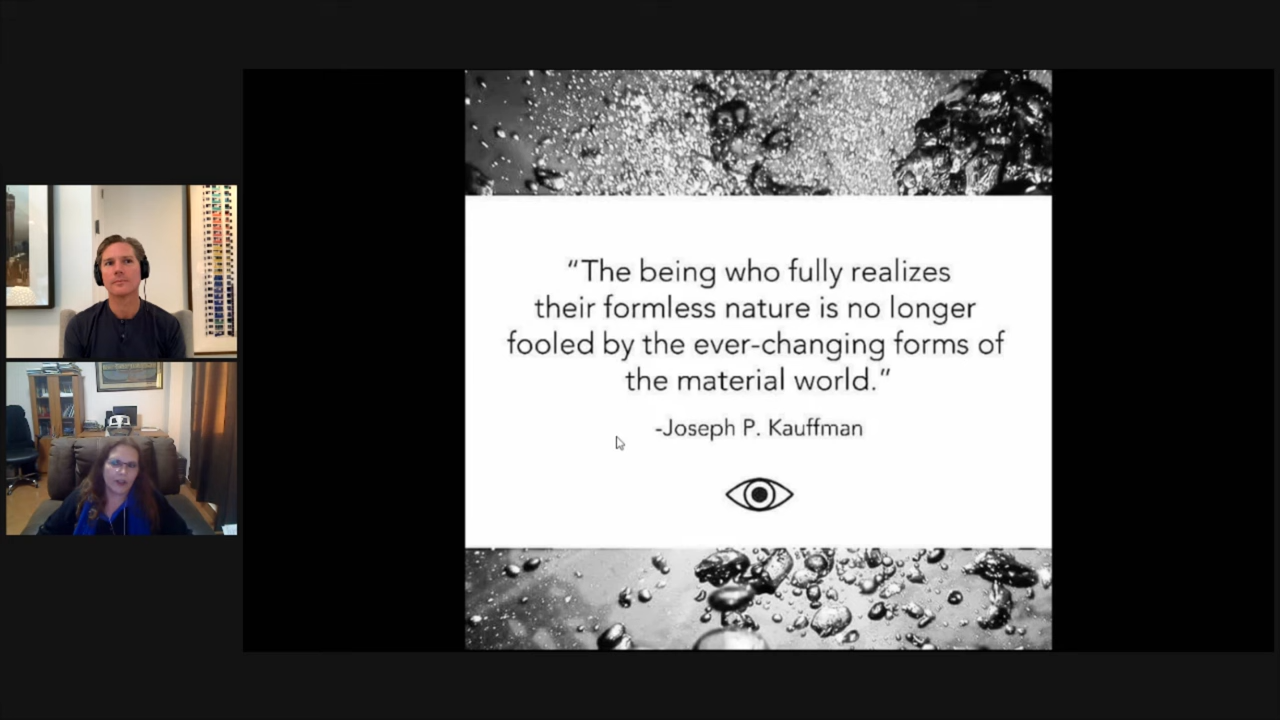 “The being who fully realizes
their formless nature is no longer
fooled by the ever-changing forms of
the material world.”
-Joseph P. Kauffman